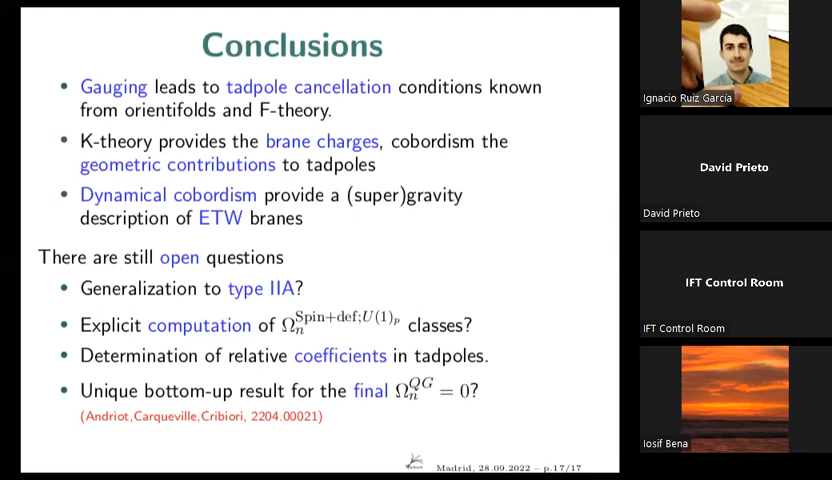 Conclusions
• Gauging leads to tadpole cancellation conditions known
from orientifolds and F-theory.
• K-theory provides the brane charges, cobordism the
geometric contributions to tadpoles
• Dynamical cobordism provide a (super)gravity
description of ETW branes
There are still open questions
• Generalization to type IIA?
• Explicit computation of Ω_n^{Spin+def;U(1)_p} classes?
• Determination of relative coefficients in tadpoles.
• Unique bottom-up result for the final Ω_n^{QG} = 0?
(Andriot,Carqueville,Cribiori, 2204.00021)
Madrid, 28.09.2022 – p.17/17
Ignacio Ruiz García
David Prieto
David Prieto
IFT Control Room
IFT Control Room
Iosif Bena